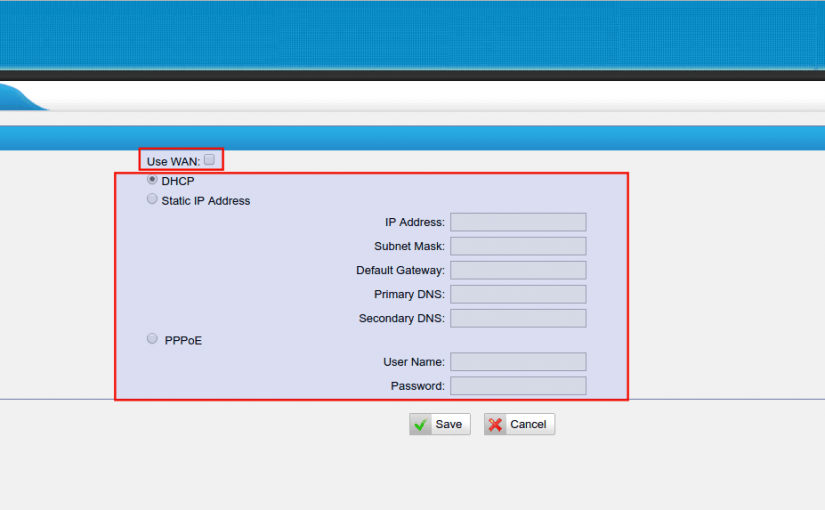 Use WAN:
DHCP
Static IP Address
IP Address:
Subnet Mask:
Default Gateway:
Primary DNS:
Secondary DNS:
PPPoE
User Name:
Password:
Save Cancel